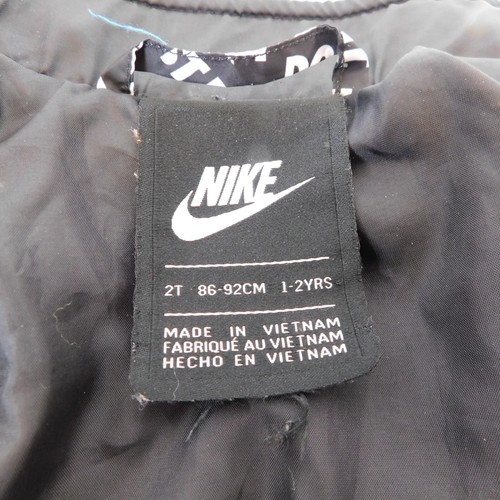 NIKE
2T 86-92CM 1-2YRS
MADE IN VIETNAM
FABRIQUÉ AU VIETNAM
HECHO EN VIETNAM